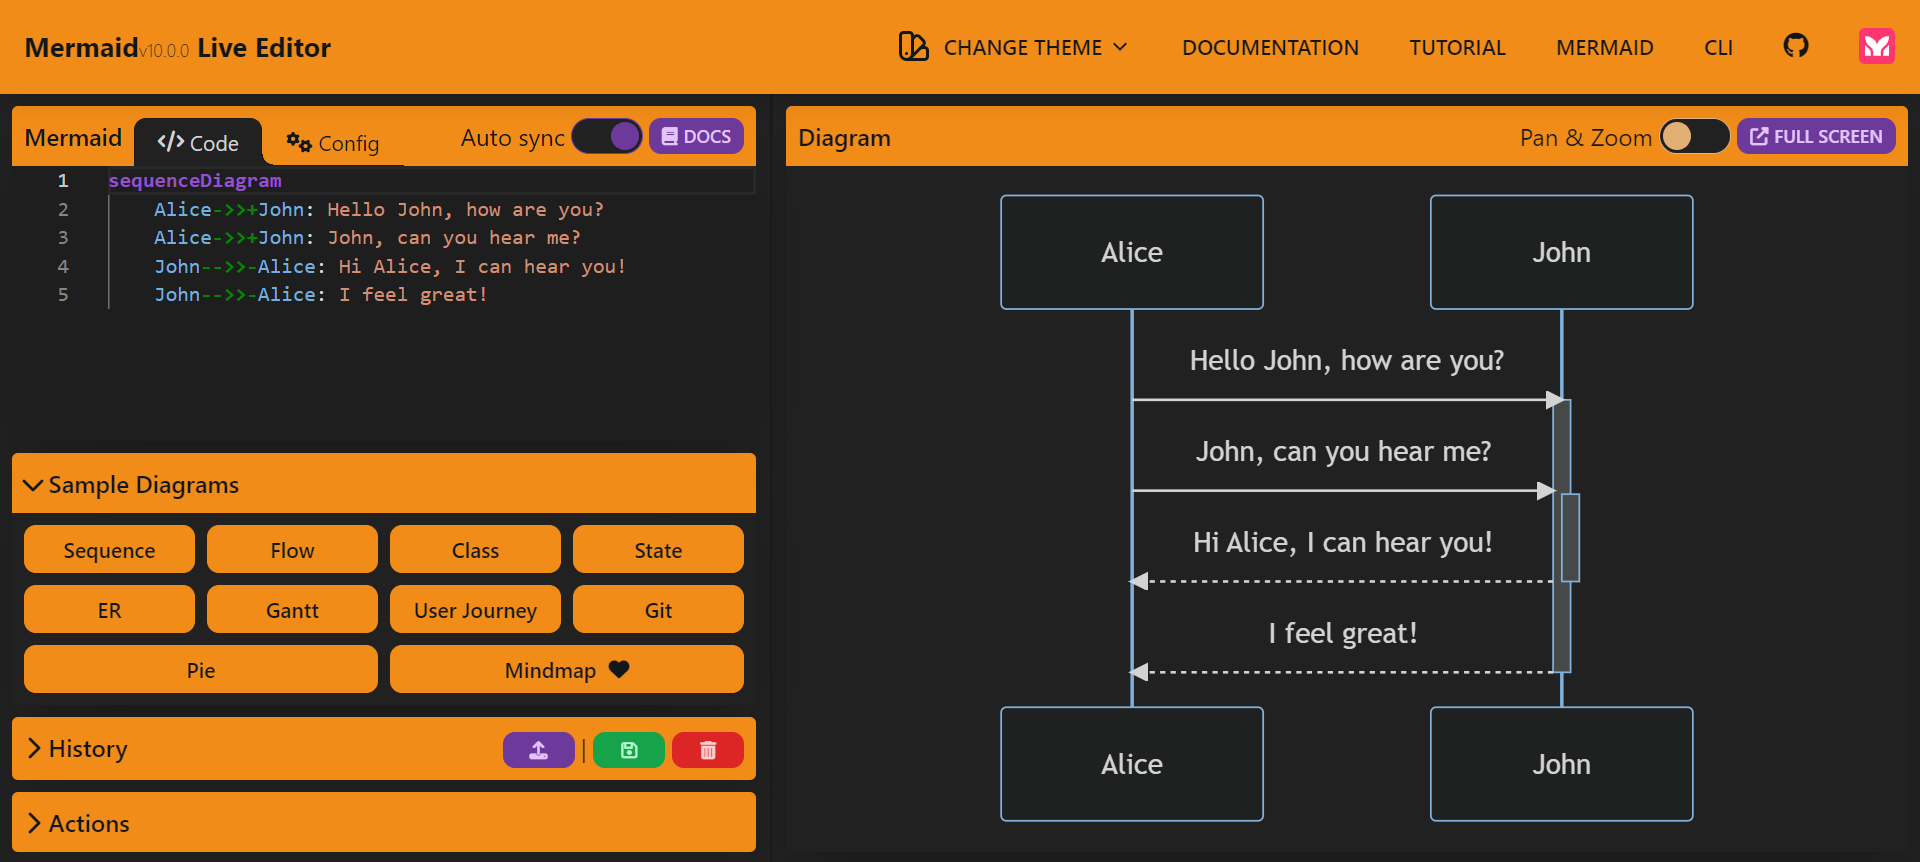 Mermaidv10.0.0 Live Editor
CHANGE THEME
DOCUMENTATION
TUTORIAL
MERMAID
CLI
Mermaid
Code
Config
Auto sync
DOCS
1 sequenceDiagram
2 Alice->>+John: Hello John, how are you?
3 Alice->>+John: John, can you hear me?
4 John-->>-Alice: Hi Alice, I can hear you!
5 John-->>-Alice: I feel great!
Sample Diagrams
Sequence
Flow
Class
State
ER
Gantt
User Journey
Git
Pie
Mindmap
History
|
Actions
Diagram
Pan & Zoom
FULL SCREEN
Alice
John
Hello John, how are you?
John, can you hear me?
Hi Alice, I can hear you!
I feel great!
Alice
John